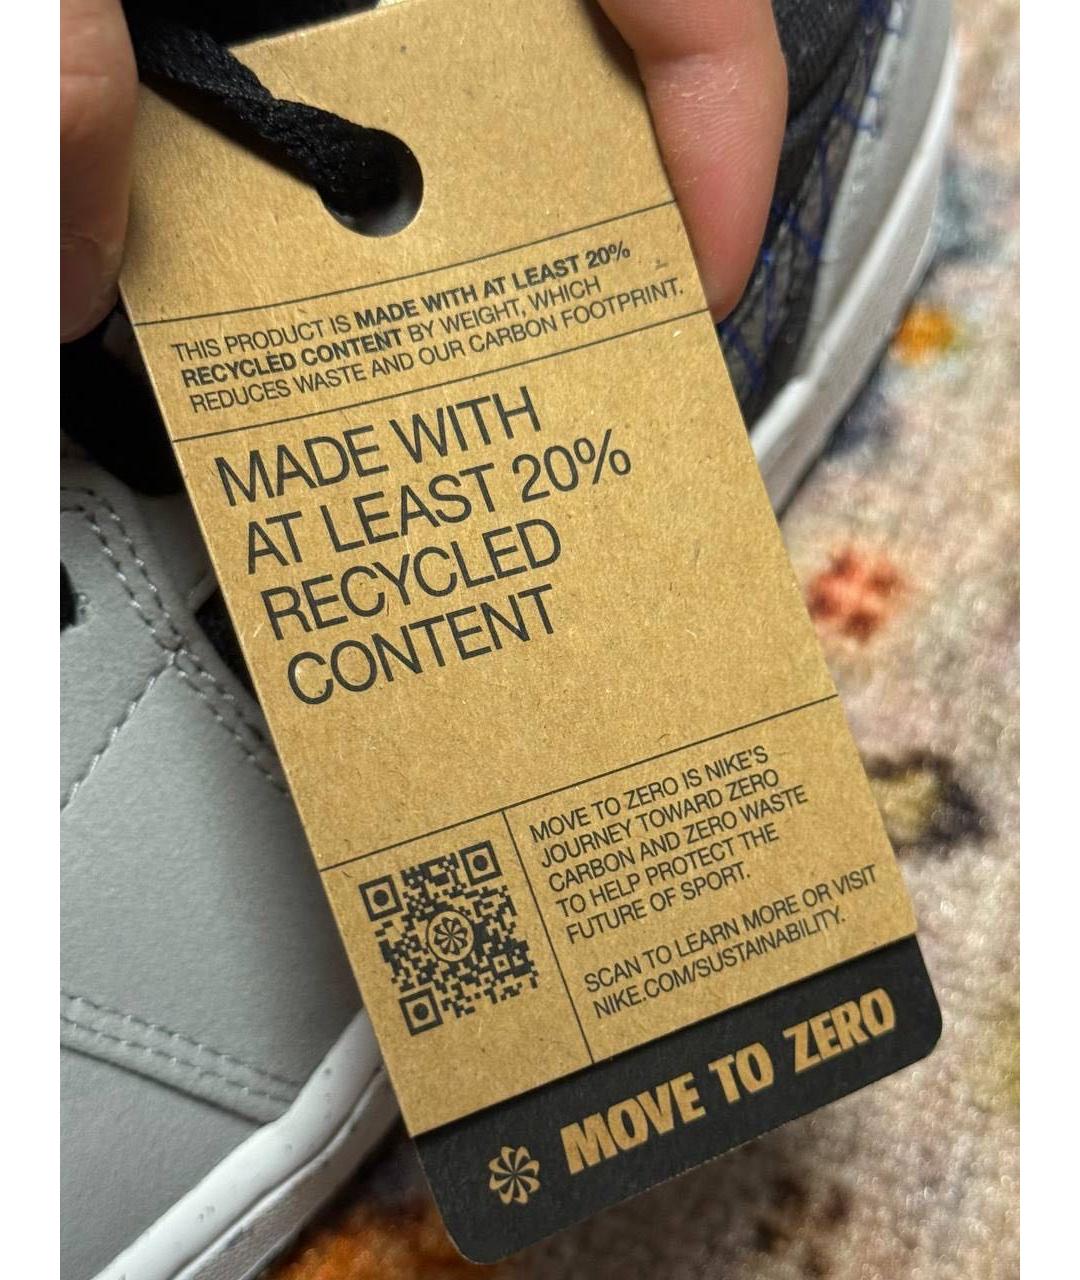 THIS PRODUCT IS MADE WITH AT LEAST 20%
RECYCLED CONTENT BY WEIGHT, WHICH
REDUCES WASTE AND OUR CARBON FOOTPRINT.
MADE WITH
AT LEAST 20%
RECYCLED
CONTENT
MOVE TO ZERO IS NIKE'S
JOURNEY TOWARD ZERO
CARBON AND ZERO WASTE
TO HELP PROTECT THE
FUTURE OF SPORT.
SCAN TO LEARN MORE OR VISIT
NIKE.COM/SUSTAINABILITY.
MOVE TO ZERO